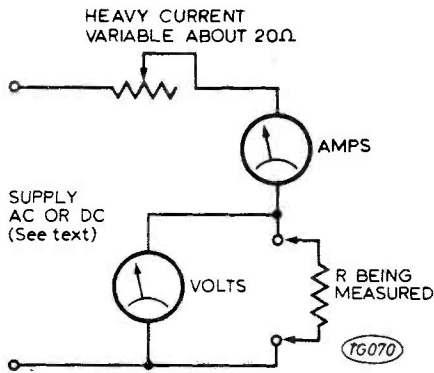 HEAVY CURRENT
VARIABLE ABOUT 20Ω
AMPS
SUPPLY
AC OR DC
(See text)
VOLTS
R BEING
MEASURED
TG070